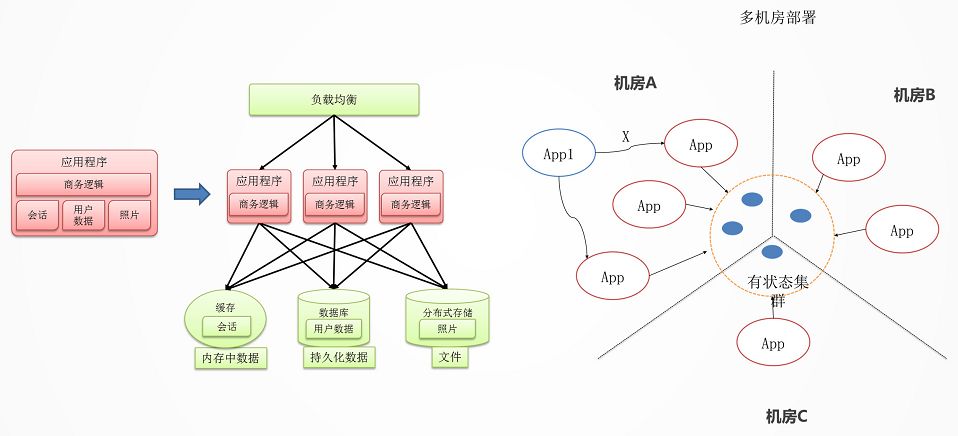 多机房部署
机房A
机房B
负载均衡
App1
X
App
App
应用程序
商务逻辑
会话
用户
数据
照片
应用程序
商务逻辑
应用程序
商务逻辑
应用程序
商务逻辑
App
App
App
有状态集
群
缓存
会话
内存中数据
数据库
用户数据
持久化数据
分布式存储
照片
文件
App
机房C